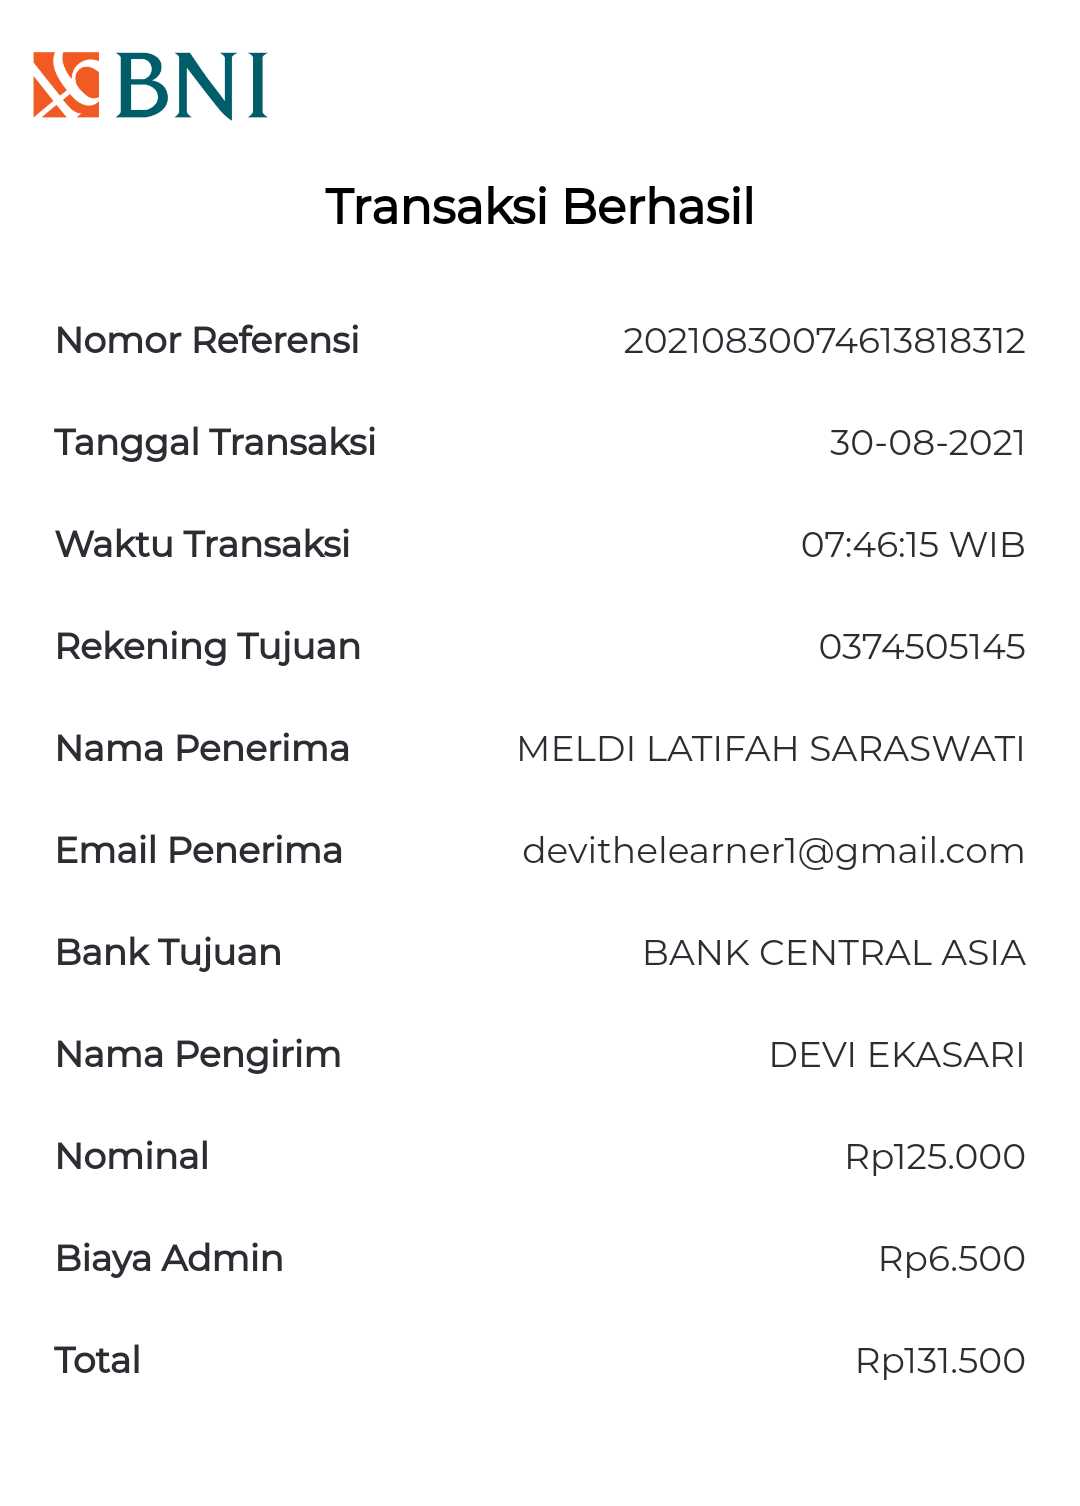 BNI
Transaksi Berhasil
Nomor Referensi 20210830074613818312
Tanggal Transaksi 30-08-2021
Waktu Transaksi 07:46:15 WIB
Rekening Tujuan 0374505145
Nama Penerima MELDI LATIFAH SARASWATI
Email Penerima devithelearner1@gmail.com
Bank Tujuan BANK CENTRAL ASIA
Nama Pengirim DEVI EKASARI
Nominal Rp125.000
Biaya Admin Rp6.500
Total Rp131.500